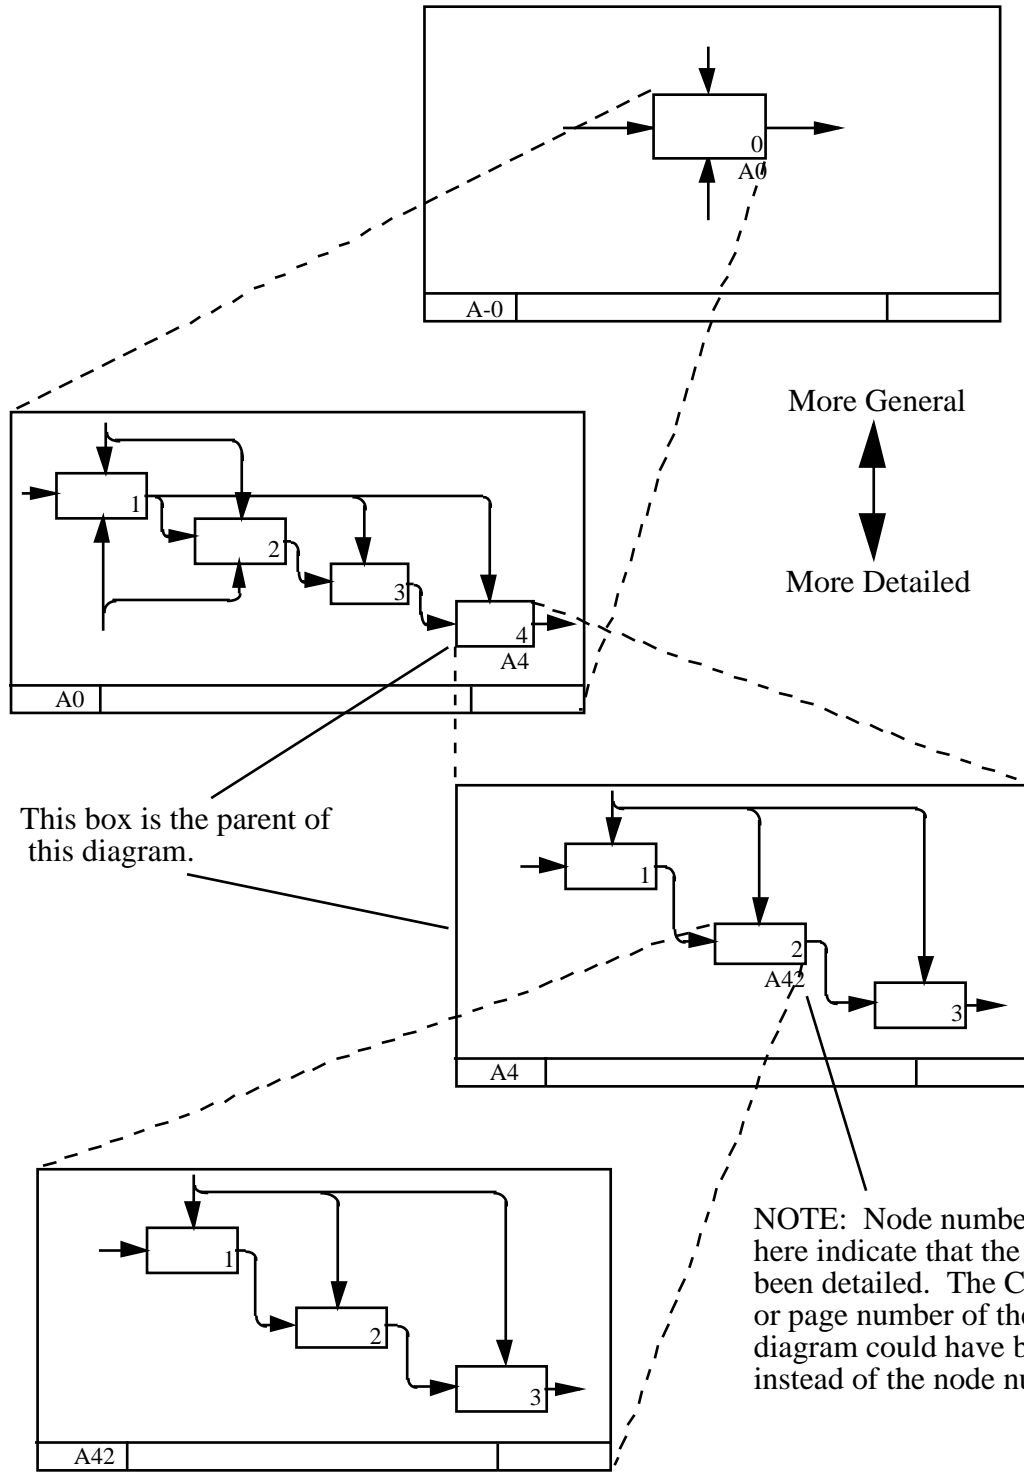 0
A0
A-0
More General
More Detailed
1
2
3
4
A4
A0
This box is the parent of
this diagram.
1
2
A42
3
A4
NOTE: Node numbe
here indicate that the
been detailed. The C
or page number of the
diagram could have b
instead of the node nu
1
2
3
A42